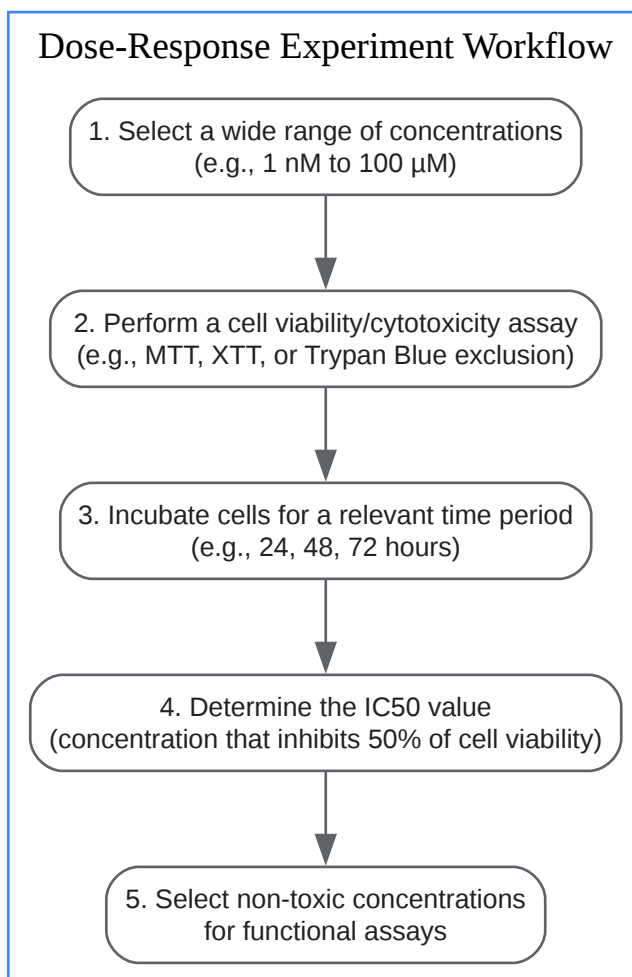 Dose-Response Experiment Workflow
1. Select a wide range of concentrations
(e.g., 1 nM to 100 µM)
2. Perform a cell viability/cytotoxicity assay
(e.g., MTT, XTT, or Trypan Blue exclusion)
3. Incubate cells for a relevant time period
(e.g., 24, 48, 72 hours)
4. Determine the IC50 value
(concentration that inhibits 50% of cell viability)
5. Select non-toxic concentrations
for functional assays